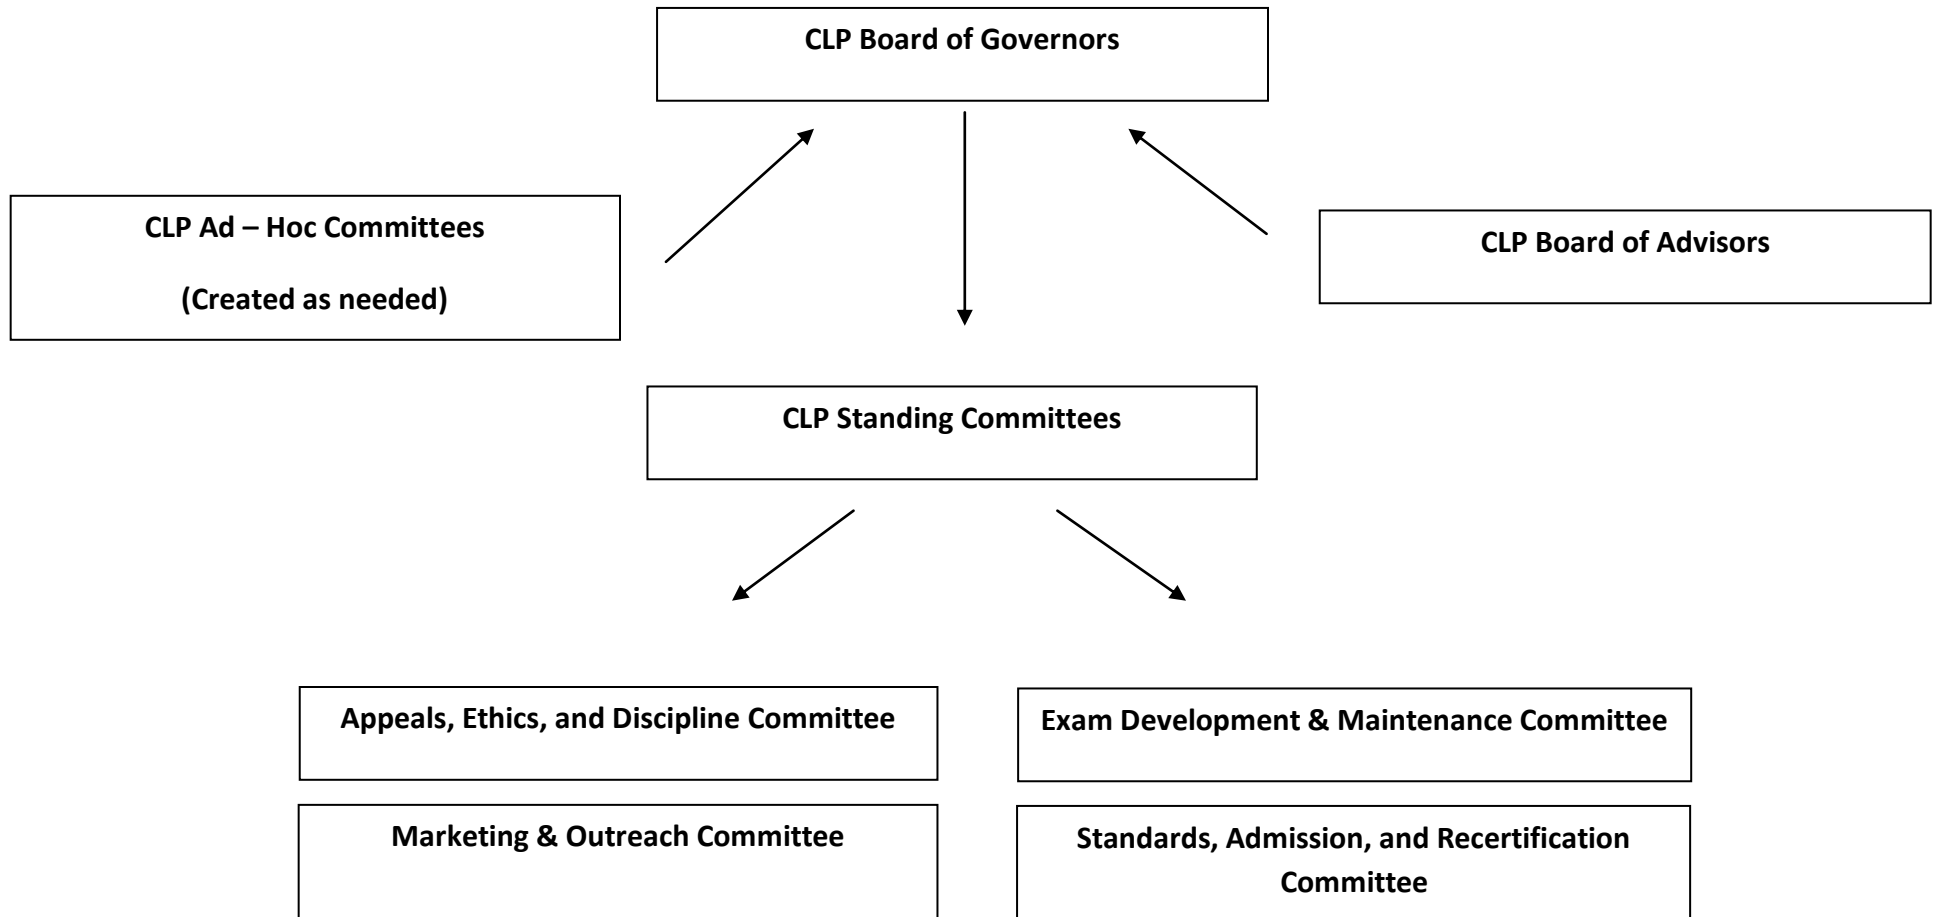 CLP Board of Governors
CLP Ad – Hoc Committees
(Created as needed)
CLP Board of Advisors
CLP Standing Committees
Appeals, Ethics, and Discipline Committee
Exam Development & Maintenance Committee
Marketing & Outreach Committee
Standards, Admission, and Recertification
Committee